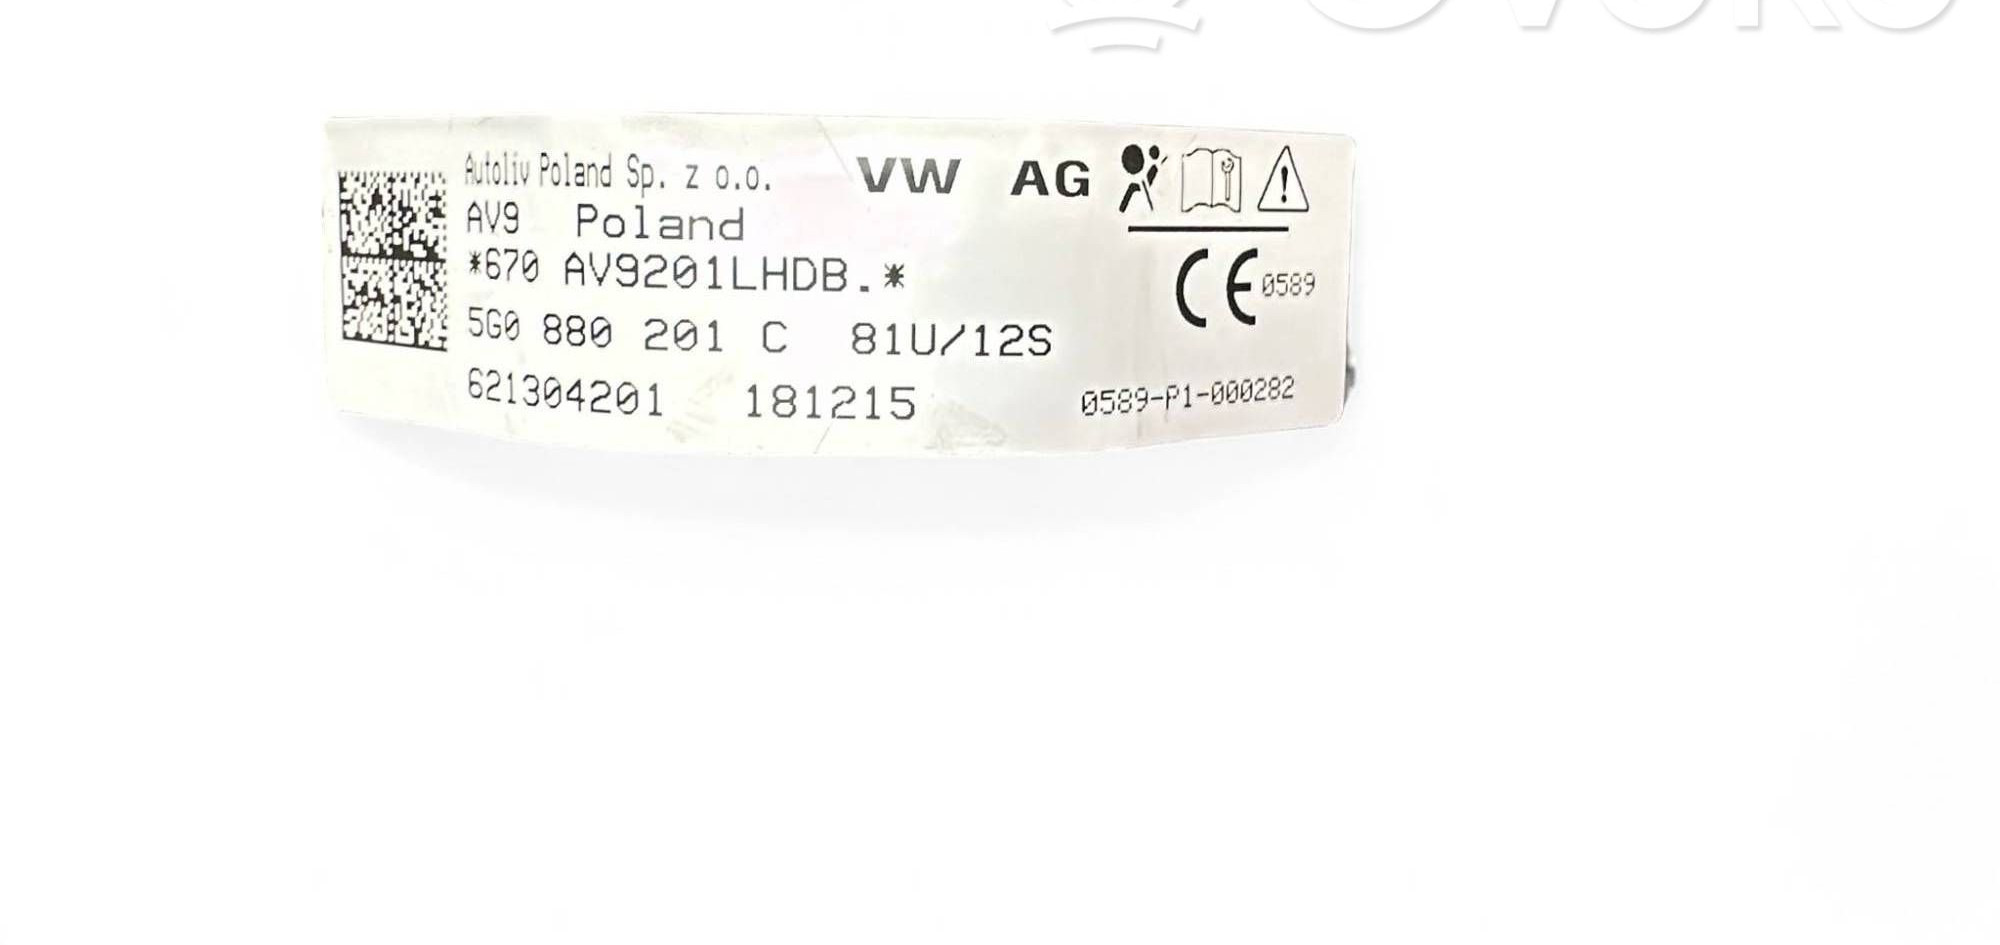 Autoliv Poland Sp. z o.o. VW AG
AV9 Poland
*670 AV9201LHDB.*
CE 0589
5G0 880 201 C 81U/12S
621304201 181215 0589-P1-000282